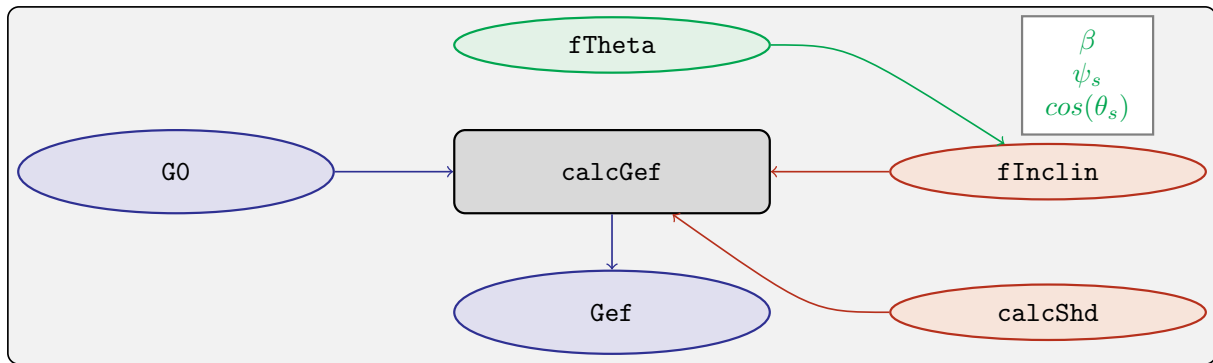 fTheta
β
ψ_s
cos(θ_s)
G0
calcGef
fInclin
Gef
calcShd